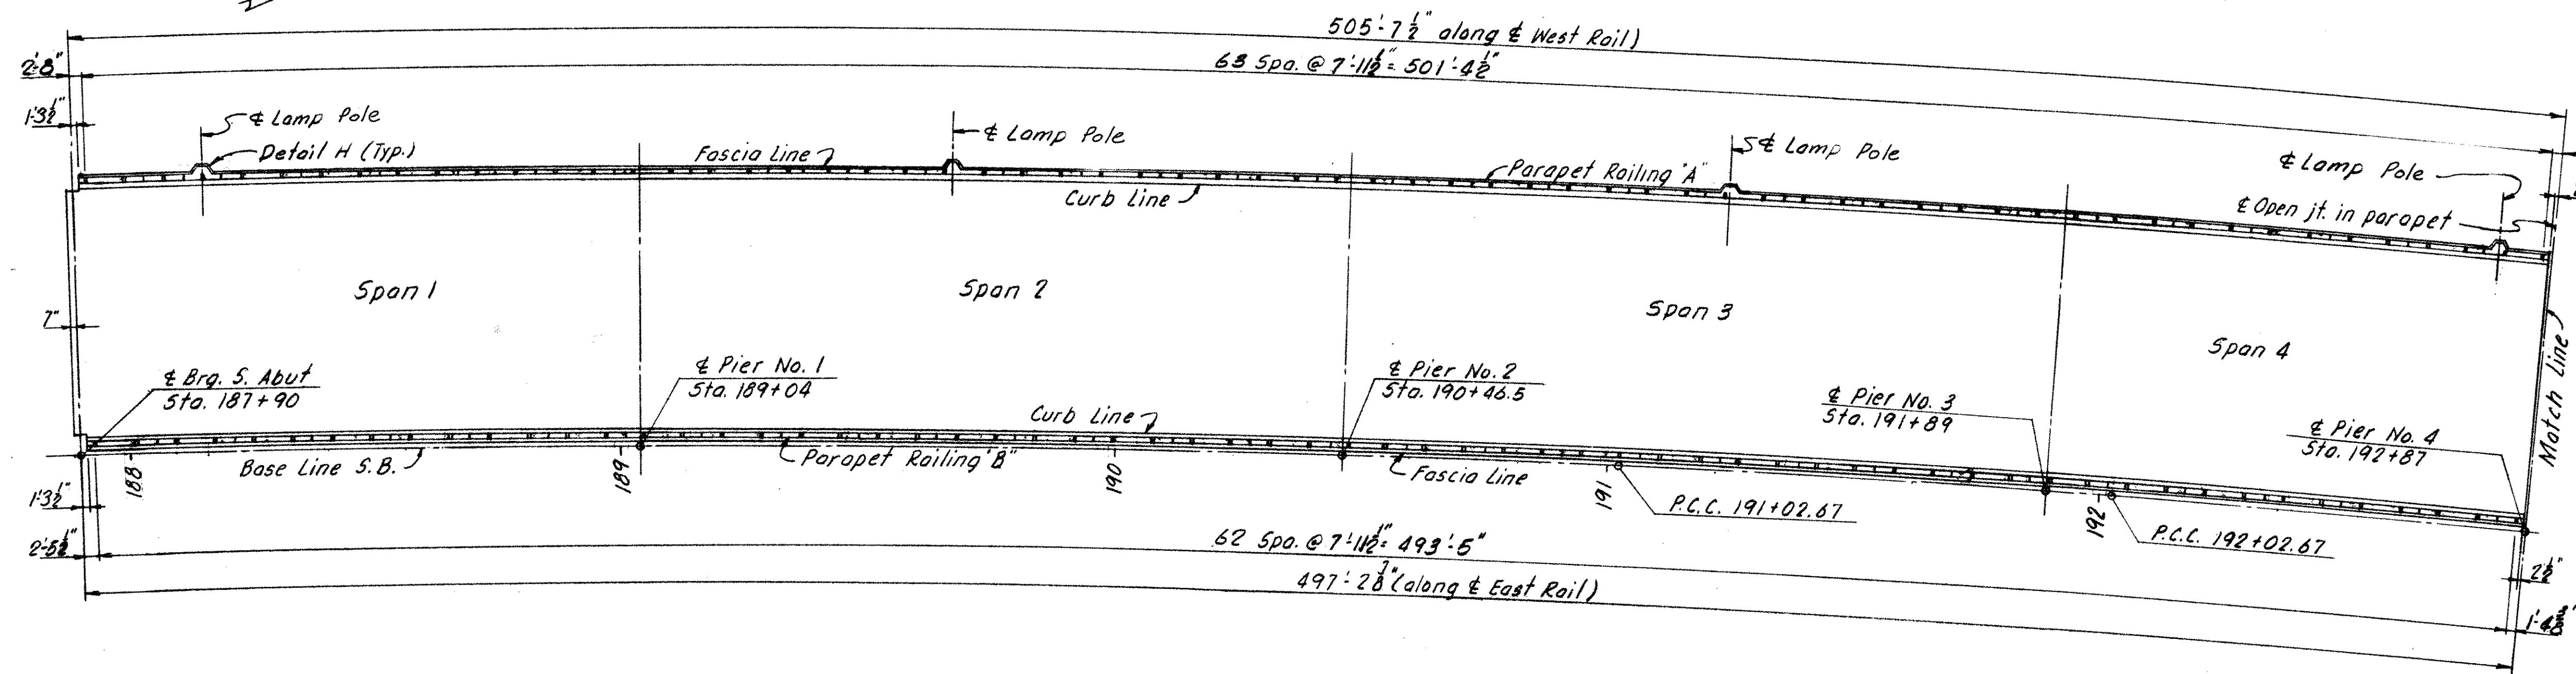 505'-7 1/2" along ℄ West Rail)
63 Spa. @ 7'-11 1/2" = 501'-4 1/2"
2'-8"
1'-3 1/2"
℄ Lamp Pole
℄ Lamp Pole
℄ Lamp Pole
℄ Lamp Pole
Detail H (Typ.)
Fascia Line
Parapet Railing "A"
Curb Line
℄ Open jt. in parapet
Span 1
Span 2
Span 3
Span 4
7"
Match Line
℄ Brg. S. Abut
Sta. 187+90
℄ Pier No. 1
Sta. 189+04
℄ Pier No. 2
Sta. 190+46.5
℄ Pier No. 3
Sta. 191+89
℄ Pier No. 4
Sta. 192+87
Curb Line
Base Line S.B.
Parapet Railing "B"
Fascia Line
188
189
190
191
192
P.C.C. 191+02.67
P.C.C. 192+02.67
1'-3 1/2"
2'-5 1/2"
62 Spa. @ 7'-11 1/2" = 493'-5"
497'-2 7/8" (along ℄ East Rail)
2 1/2"
1'-4 3/8"